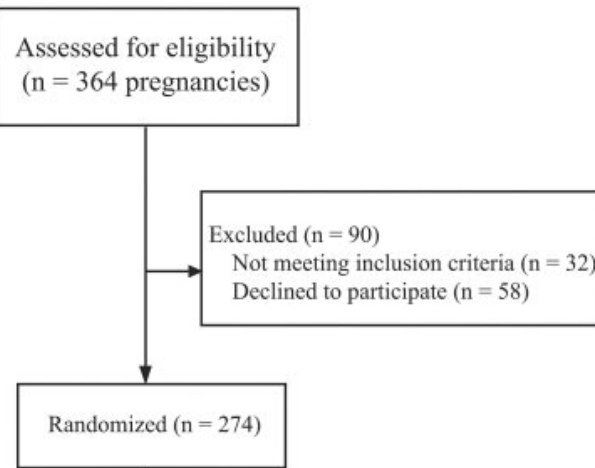 Assessed for eligibility
(n = 364 pregnancies)
Excluded (n = 90)
Not meeting inclusion criteria (n = 32)
Declined to participate (n = 58)
Randomized (n = 274)